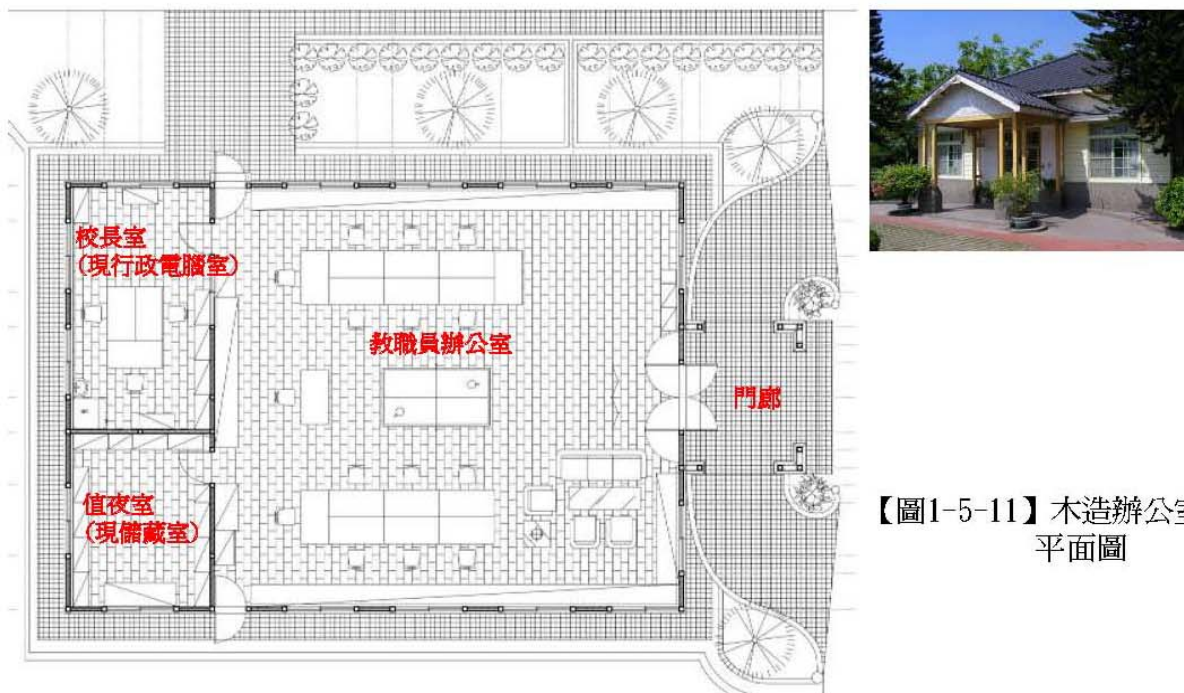 校長室
(現行政電腦室)
教職員辦公室
門廊
值夜室
(現儲藏室)
【圖1-5-11】木造辦公室
平面圖